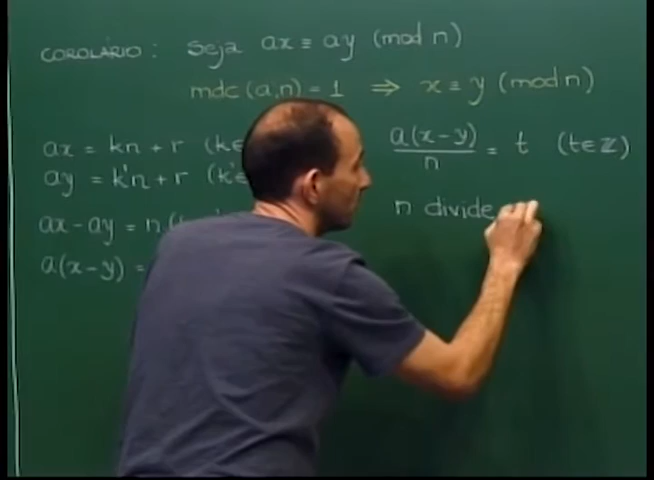 COROLÁRIO: Seja ax ≡ ay (mod n)
mdc(a,n) = 1 ⇒ x ≡ y (mod n)
ax = kn + r (k∈
ay = k'n + r (k'∈
ax - ay = n(
a(x-y) =
a(x-y)/n = t (t∈ℤ)
n divide